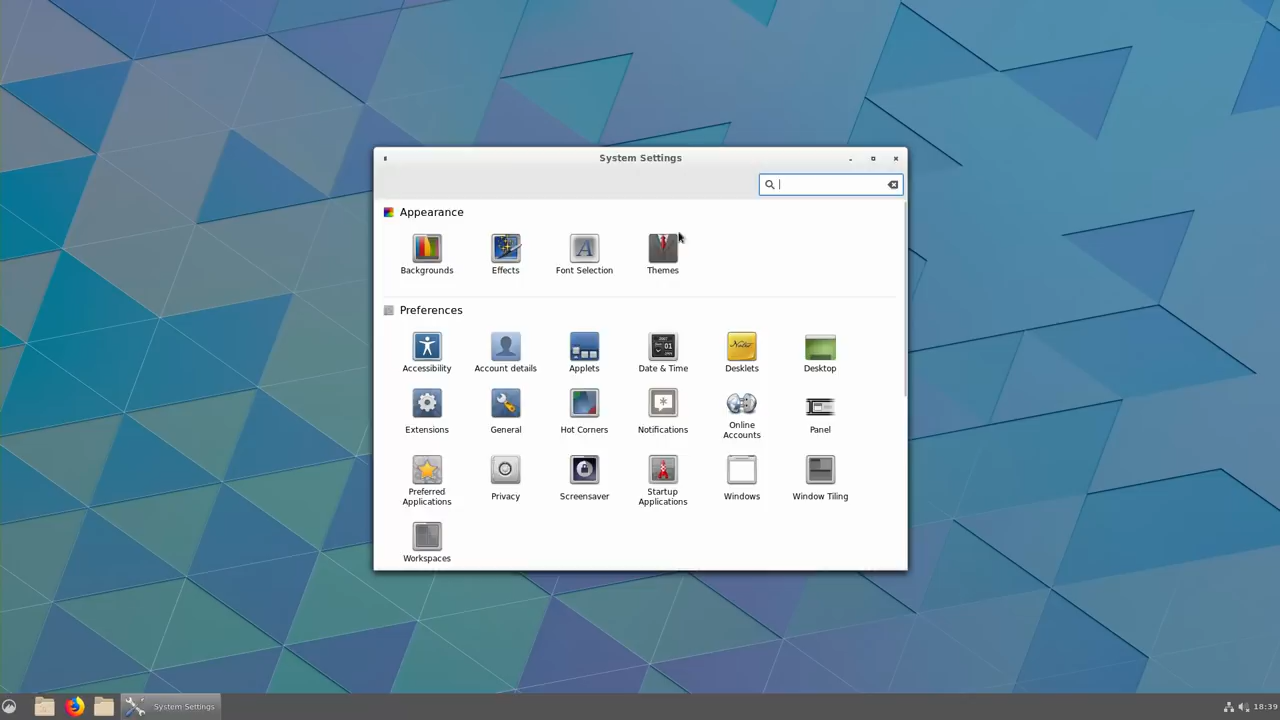 System Settings
Appearance
Backgrounds
Effects
Font Selection
Themes
Preferences
Accessibility
Account details
Applets
Date & Time
Desklets
Desktop
Extensions
General
Hot Corners
Notifications
Online
Accounts
Panel
Preferred
Applications
Privacy
Screensaver
Startup
Applications
Windows
Window Tiling
Workspaces
System Settings
18:39